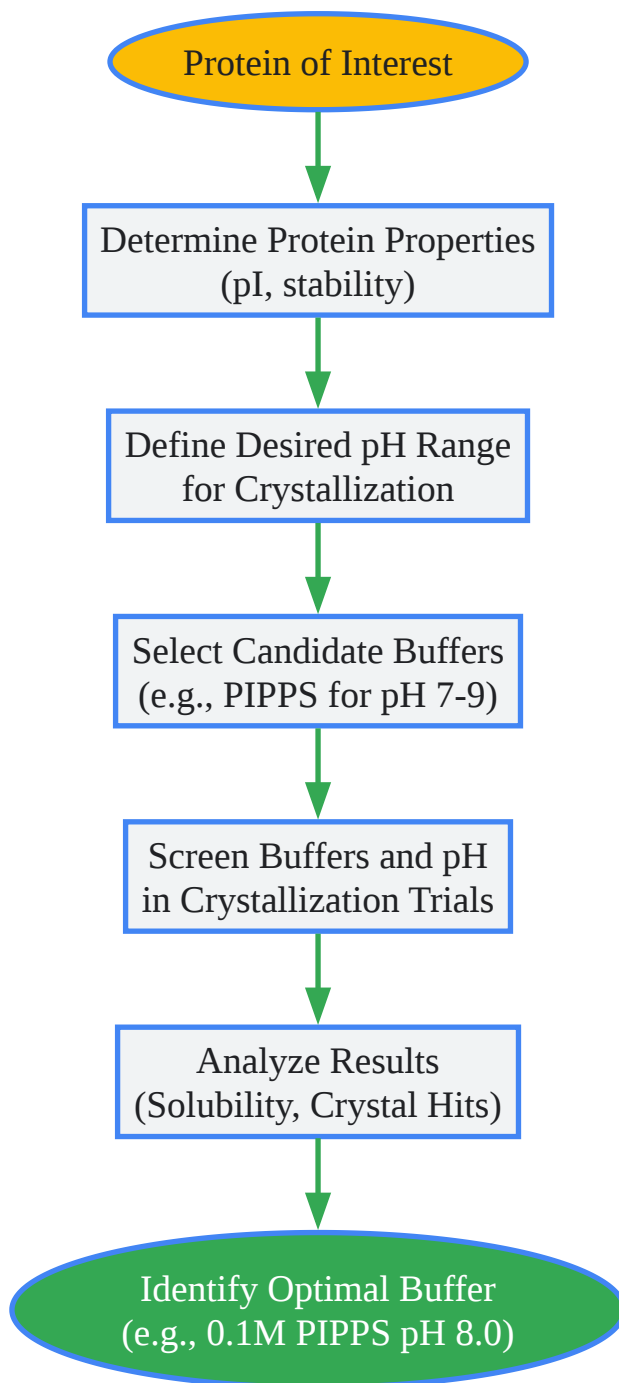 Protein of Interest
Determine Protein Properties
(pI, stability)
Define Desired pH Range
for Crystallization
Select Candidate Buffers
(e.g., PIPPS for pH 7-9)
Screen Buffers and pH
in Crystallization Trials
Analyze Results
(Solubility, Crystal Hits)
Identify Optimal Buffer
(e.g., 0.1M PIPPS pH 8.0)